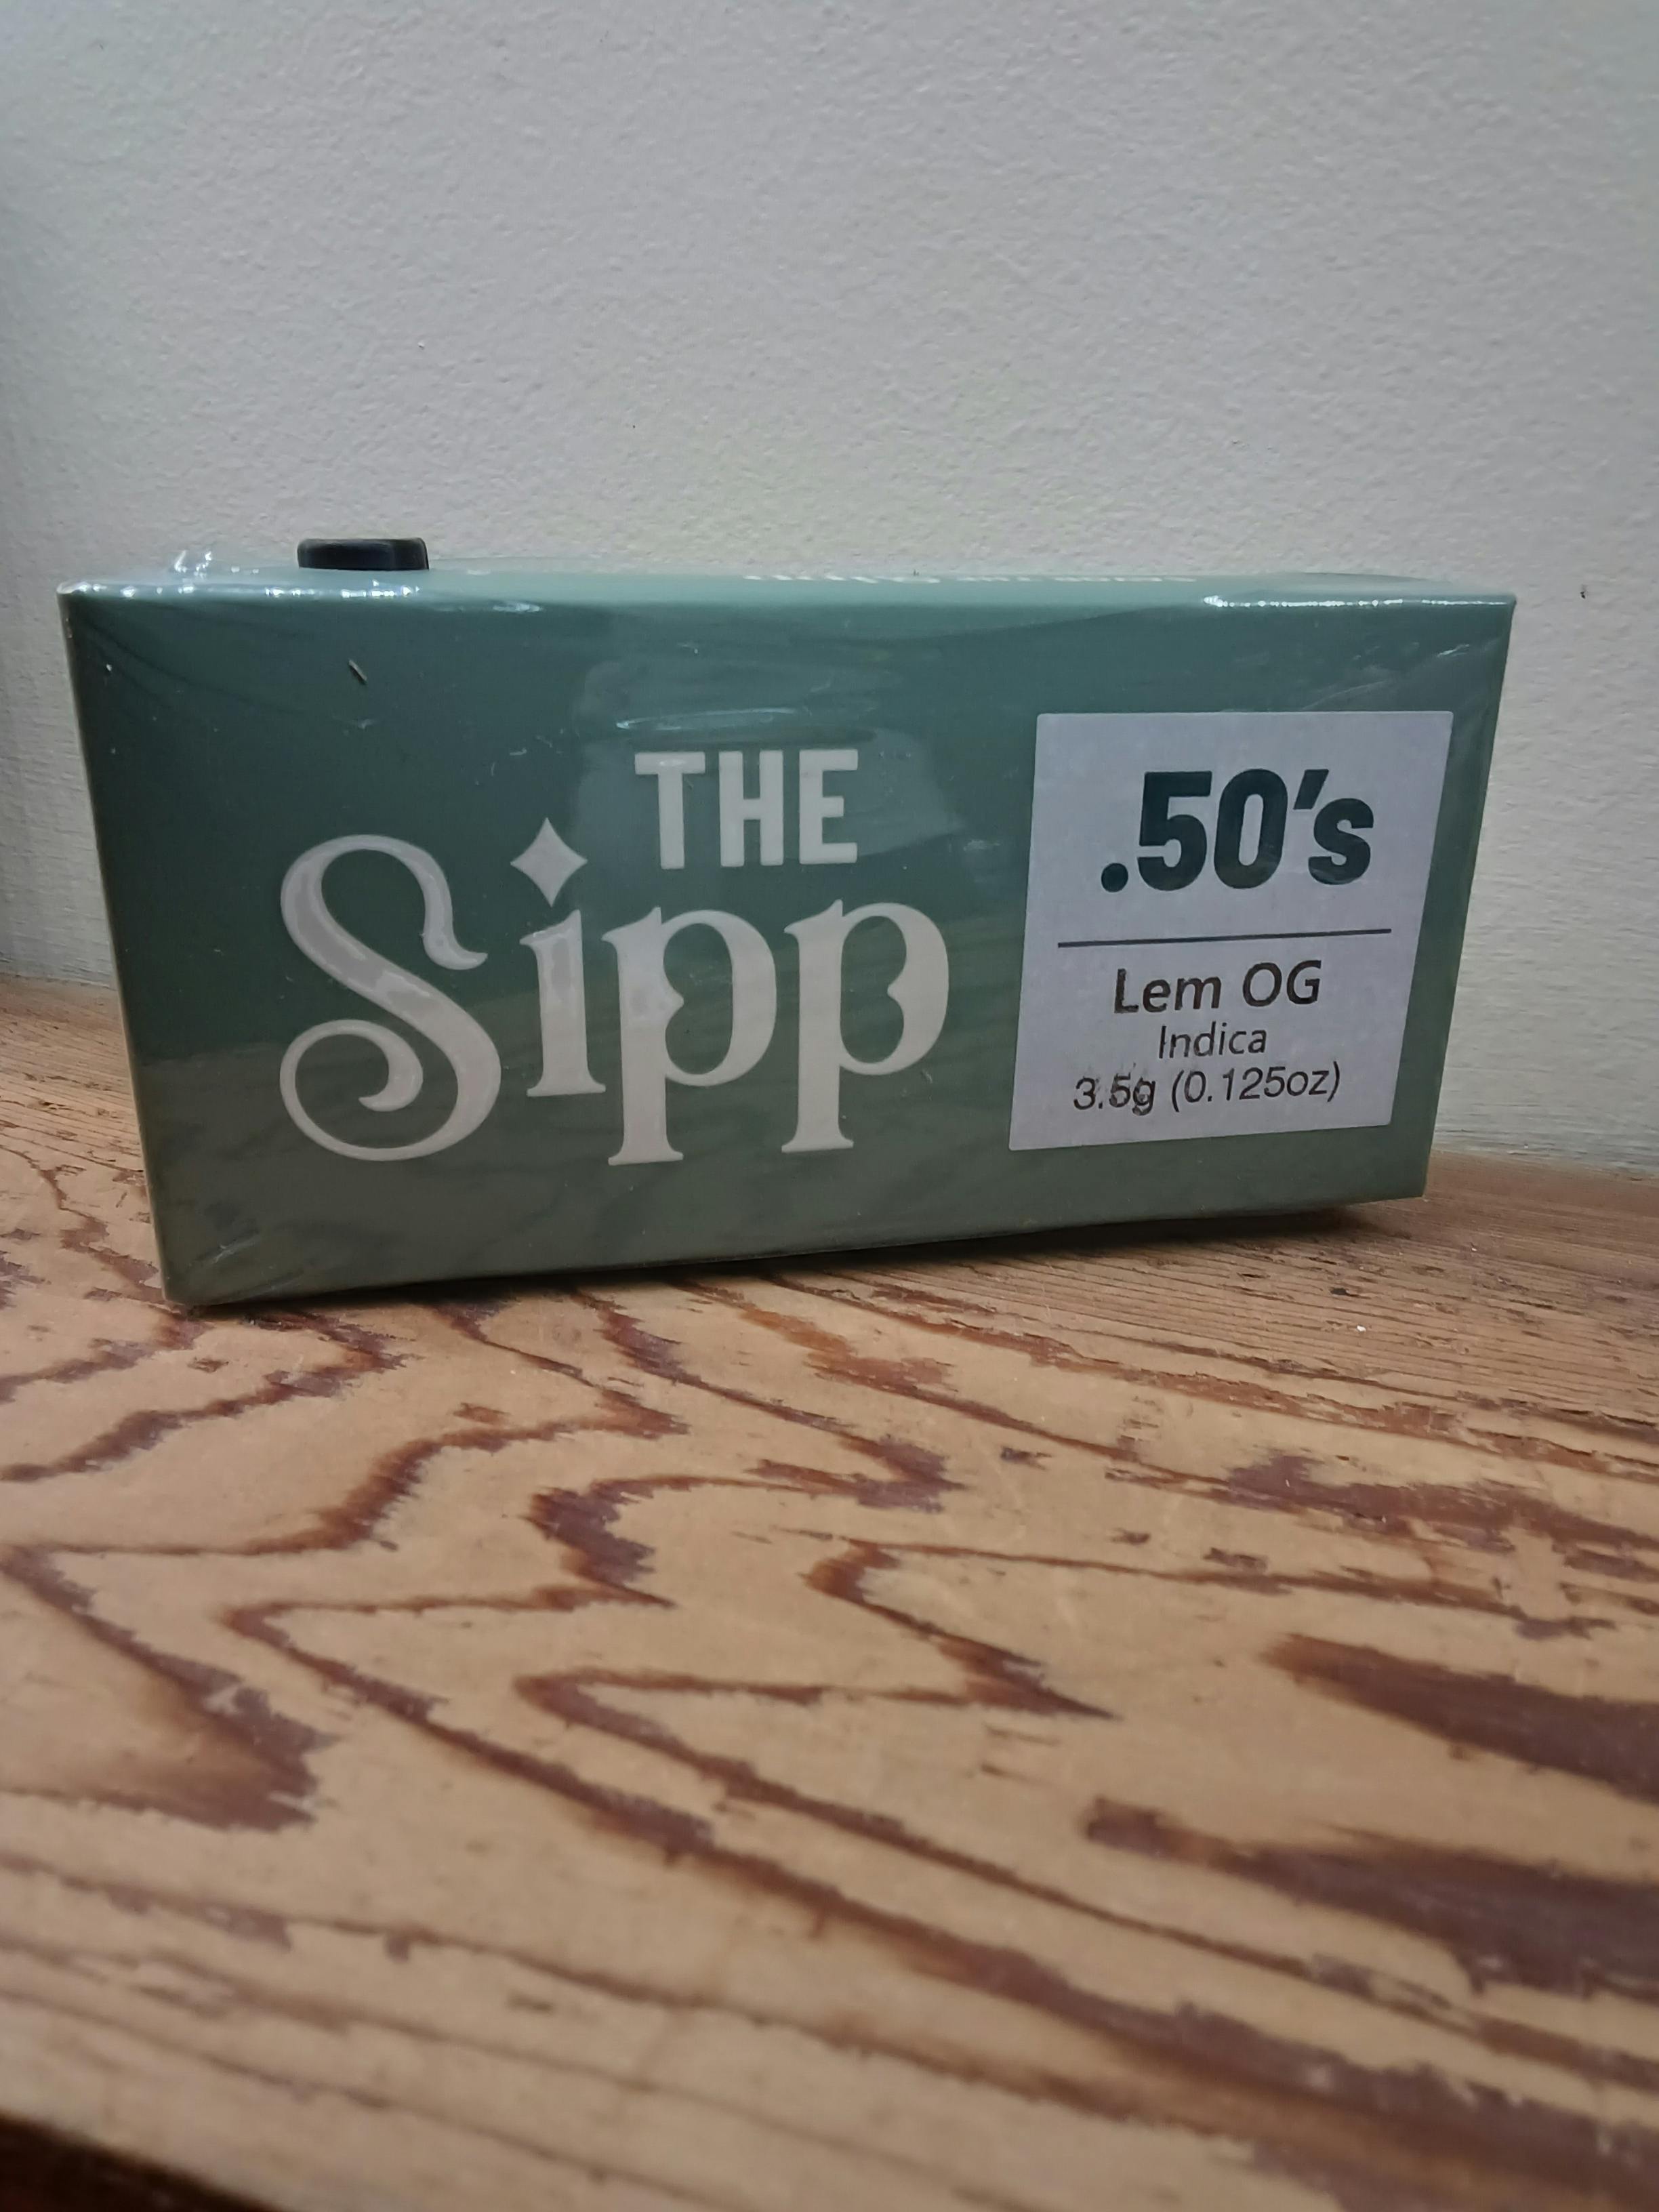 THE
Sipp
.50's
Lem OG
Indica
3.5g (0.125oz)